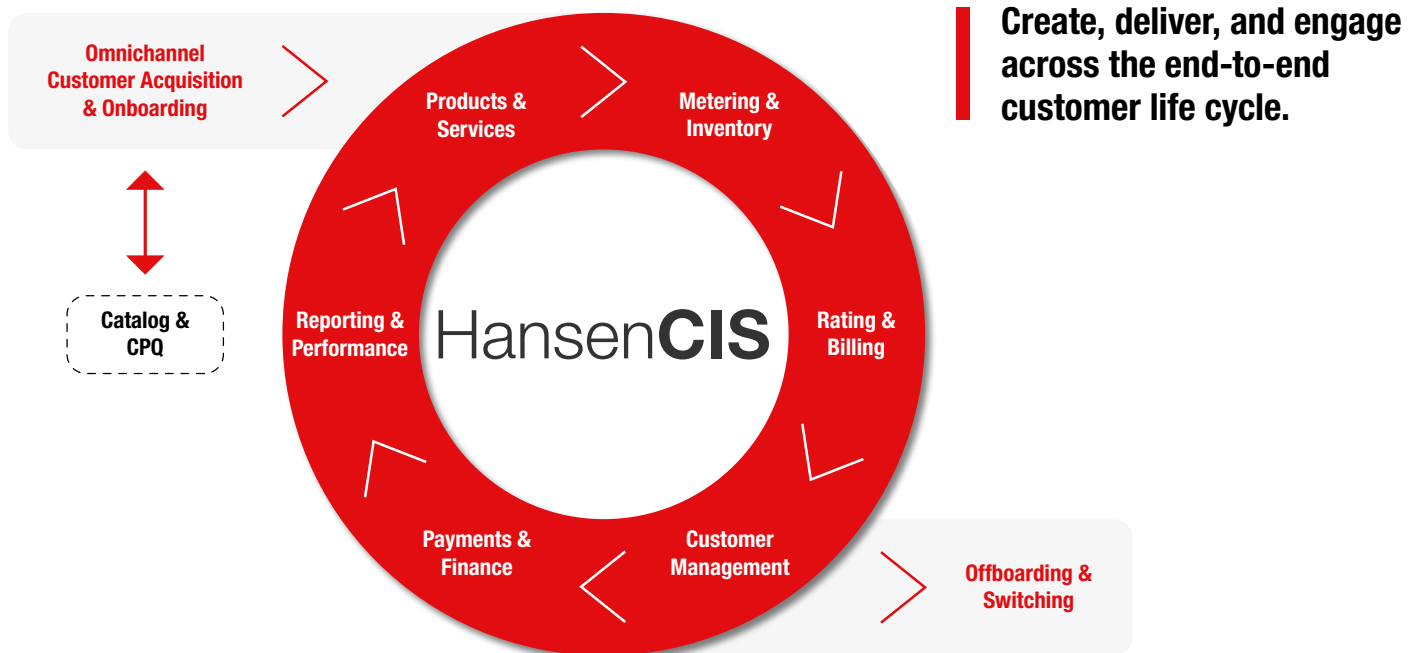 Create, deliver, and engage
across the end-to-end
customer life cycle.
Omnichannel
Customer Acquisition
& Onboarding
Products &
Services
Metering &
Inventory
Catalog &
CPQ
Reporting &
Performance
HansenCIS
Rating &
Billing
Payments &
Finance
Customer
Management
Offboarding &
Switching